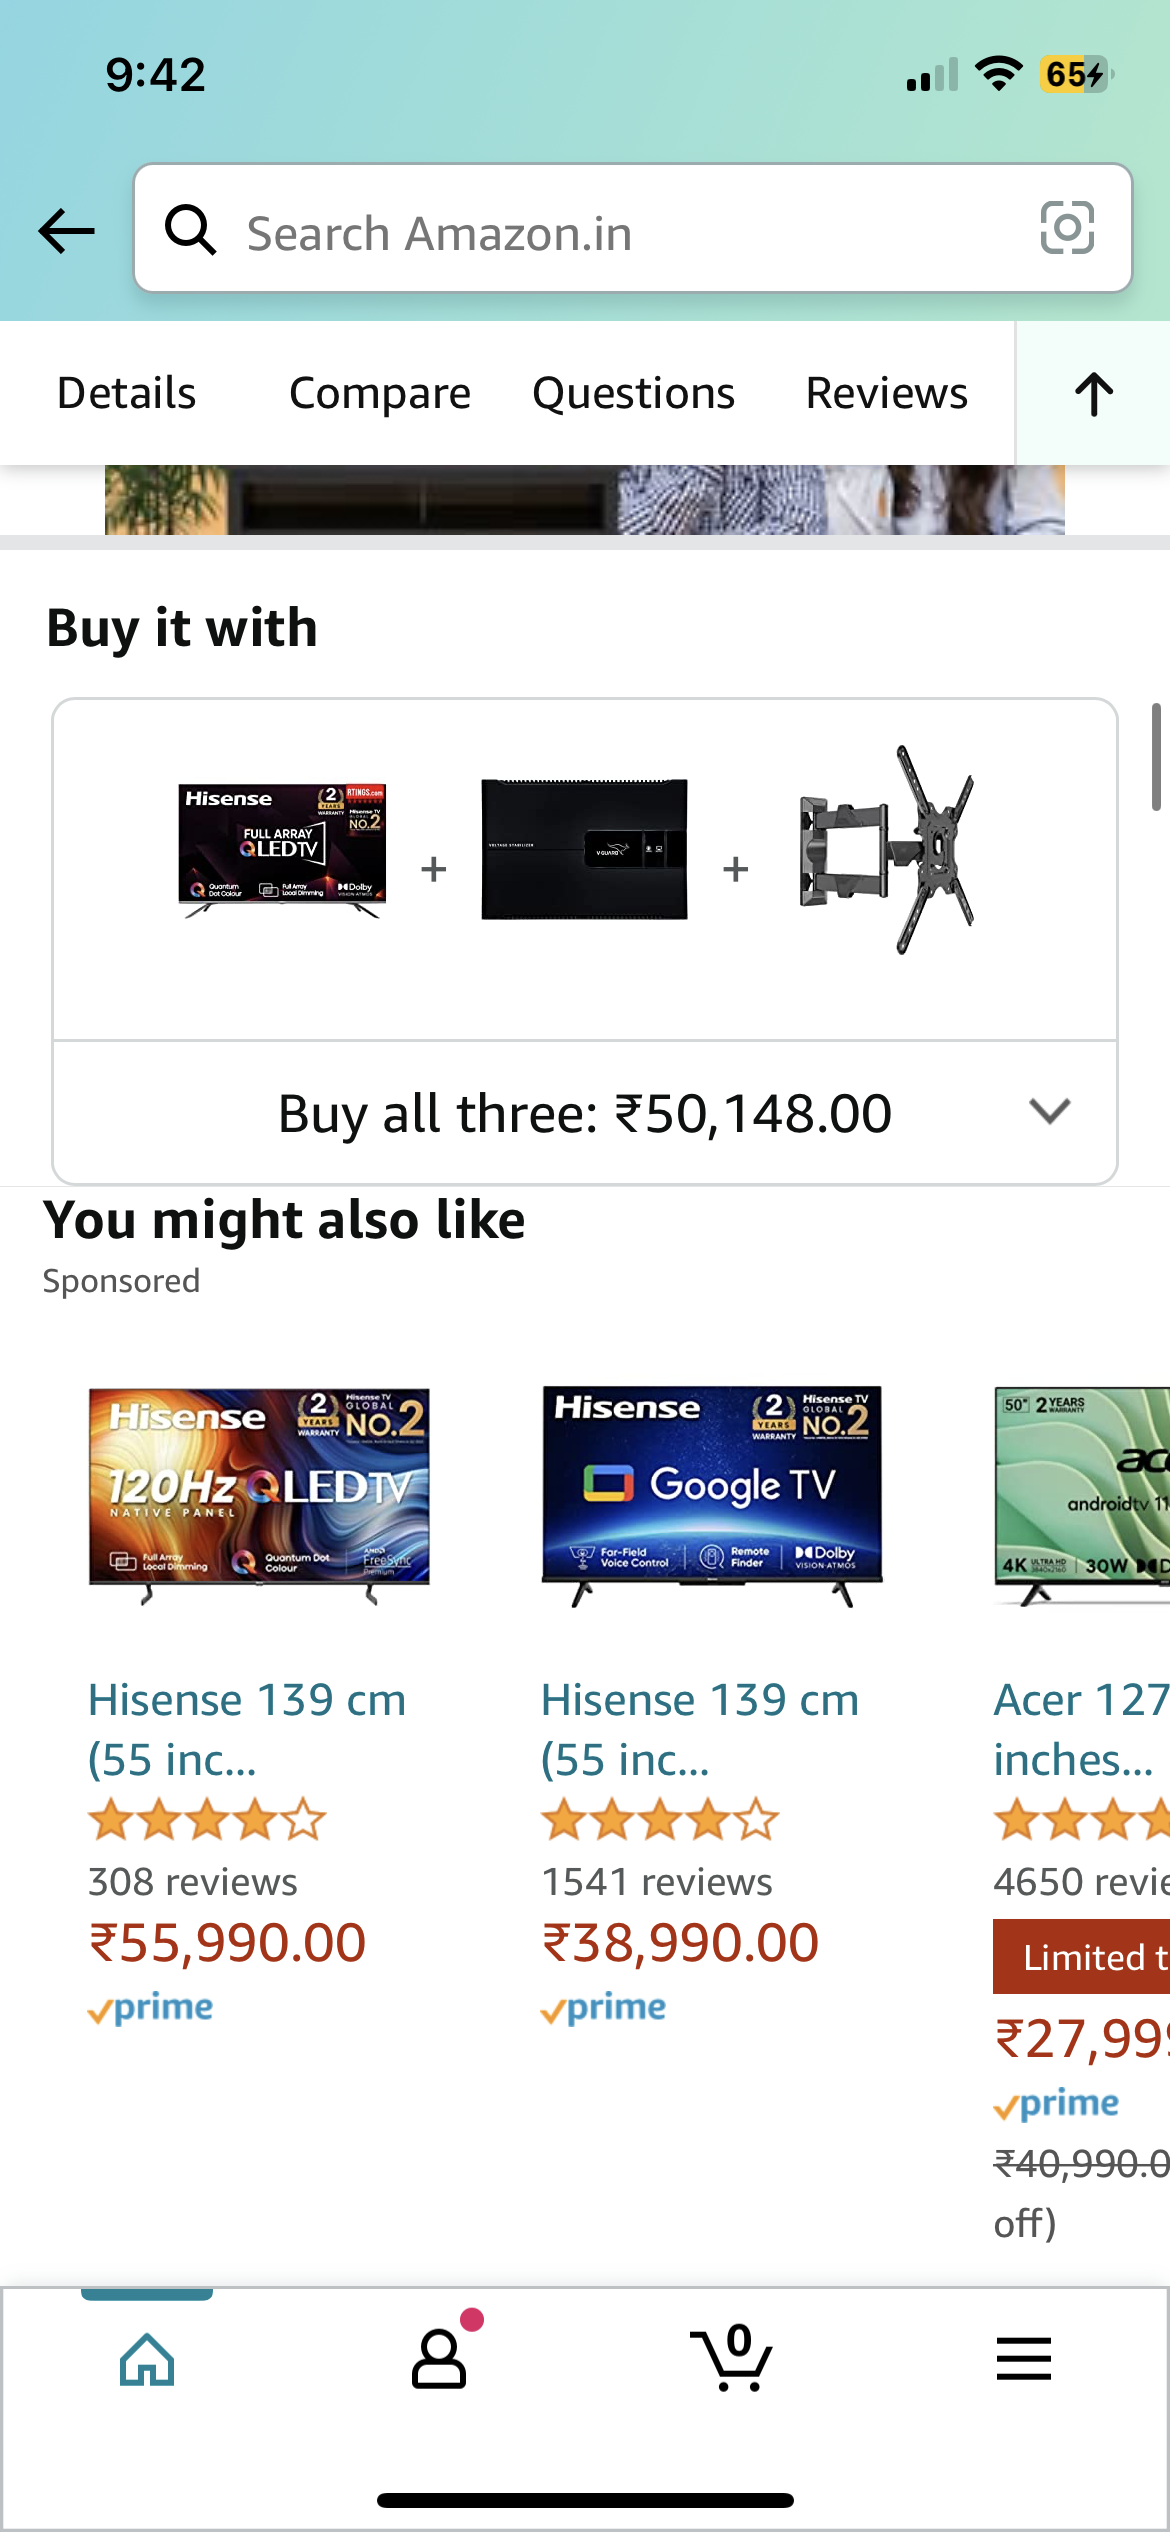 9:42
65
Search Amazon.in
Details Compare Questions Reviews
Buy it with
Hisense
2
YEARS
WARRANTY
RTINGS.com
Hisense TV
GLOBAL
NO.2
FULL ARRAY
QLEDTV
Quantum
Dot Colour
Full Array
Local Dimming
Dolby
VISION·ATMOS
+
VOLTAGE STABILIZER
V-GUARD
+
Buy all three: ₹50,148.00
You might also like
Sponsored
Hisense
2
YEARS
WARRANTY
Hisense TV
GLOBAL
NO.2
120Hz QLEDTV
NATIVE PANEL
Full Array
Local Dimming
Quantum Dot
Colour
AMD
FreeSync
Premium
Hisense 139 cm
(55 inc...
308 reviews
₹55,990.00
prime
Hisense
2
YEARS
WARRANTY
Hisense TV
GLOBAL
NO.2
Google TV
Far-Field
Voice Control
Remote
Finder
Dolby
VISION·ATMOS
Hisense 139 cm
(55 inc...
1541 reviews
₹38,990.00
prime
50" 2 YEARS
WARRANTY
ac
androidtv 11
4K ULTRA HD
3840x2160
30W D
Acer 127
inches...
4650 revie
Limited t
₹27,999
prime
₹40,990.0
off)
0